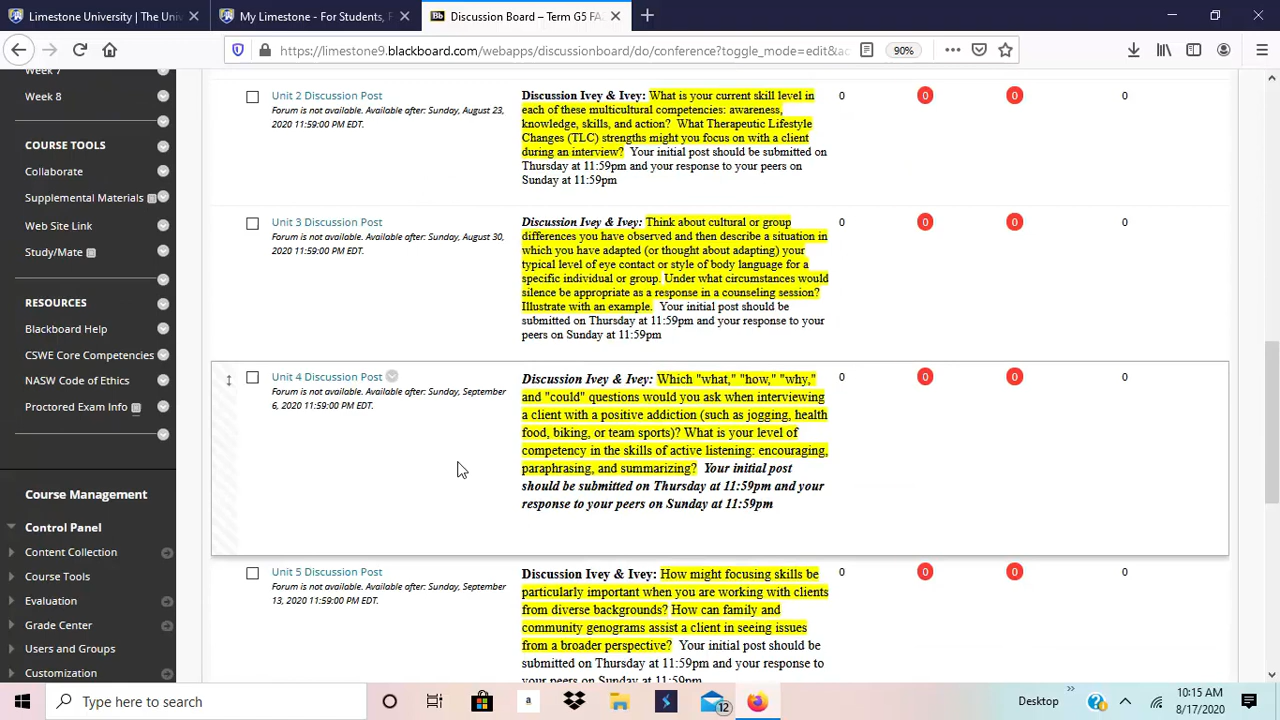 Limestone University | The Uni
My Limestone - For Students, F
Bb Discussion Board – Term G5 FA2
https://limestone9.blackboard.com/webapps/discussionboard/do/conference?toggle_mode=edit&ac
90%
Week 7
Week 8
COURSE TOOLS
Collaborate
Supplemental Materials
Web Site Link
Study/Mate
RESOURCES
Blackboard Help
CSWE Core Competencies
NASW Code of Ethics
Proctored Exam Info
Course Management
Control Panel
Content Collection
Course Tools
Evaluation
Grade Center
Users and Groups
Customization
Unit 2 Discussion Post
Forum is not available. Available after: Sunday, August 23,
2020 11:59:00 PM EDT.
Discussion Ivey & Ivey: What is your current skill level in
each of these multicultural competencies: awareness,
knowledge, skills, and action? What Therapeutic Lifestyle
Changes (TLC) strengths might you focus on with a client
during an interview? Your initial post should be submitted on
Thursday at 11:59pm and your response to your peers on
Sunday at 11:59pm
0 0 0 0
Unit 3 Discussion Post
Forum is not available. Available after: Sunday, August 30,
2020 11:59:00 PM EDT.
Discussion Ivey & Ivey: Think about cultural or group
differences you have observed and then describe a situation in
which you have adapted (or thought about adapting) your
typical level of eye contact or style of body language for a
specific individual or group. Under what circumstances would
silence be appropriate as a response in a counseling session?
Illustrate with an example. Your initial post should be
submitted on Thursday at 11:59pm and your response to your
peers on Sunday at 11:59pm
0 0 0 0
Unit 4 Discussion Post
Forum is not available. Available after: Sunday, September
6, 2020 11:59:00 PM EDT.
Discussion Ivey & Ivey: Which "what," "how," "why,"
and "could" questions would you ask when interviewing
a client with a positive addiction (such as jogging, health
food, biking, or team sports)? What is your level of
competency in the skills of active listening: encouraging,
paraphrasing, and summarizing? Your initial post
should be submitted on Thursday at 11:59pm and your
response to your peers on Sunday at 11:59pm
0 0 0 0
Unit 5 Discussion Post
Forum is not available. Available after: Sunday, September
13, 2020 11:59:00 PM EDT.
Discussion Ivey & Ivey: How might focusing skills be
particularly important when you are working with clients
from diverse backgrounds? How can family and
community genograms assist a client in seeing issues
from a broader perspective? Your initial post should be
submitted on Thursday at 11:59pm and your response to
your peers on Sunday at 11:59pm
0 0 0 0
Type here to search
a
12
Desktop
10:15 AM
8/17/2020